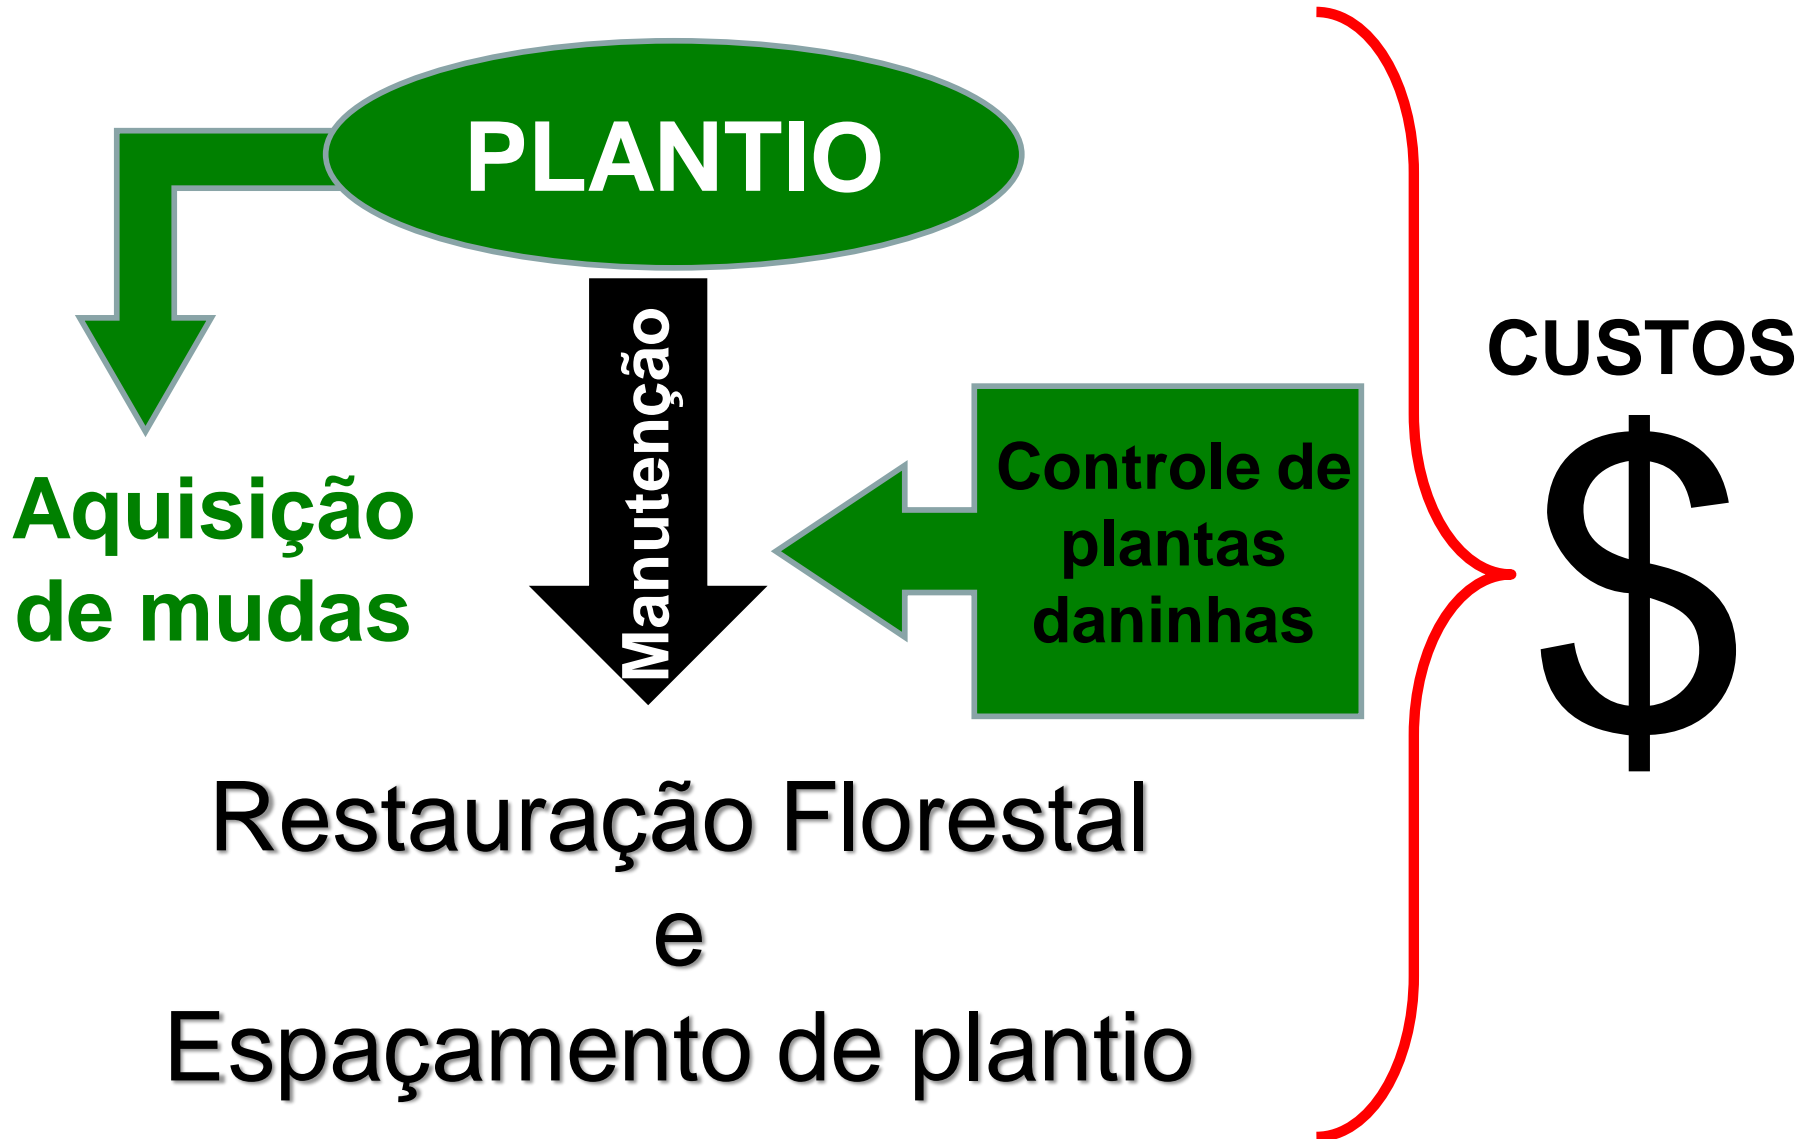 PLANTIO
Manutenção
CUSTOS
$
Controle de
plantas
daninhas
Aquisição
de mudas
Restauração Florestal
e
Espaçamento de plantio